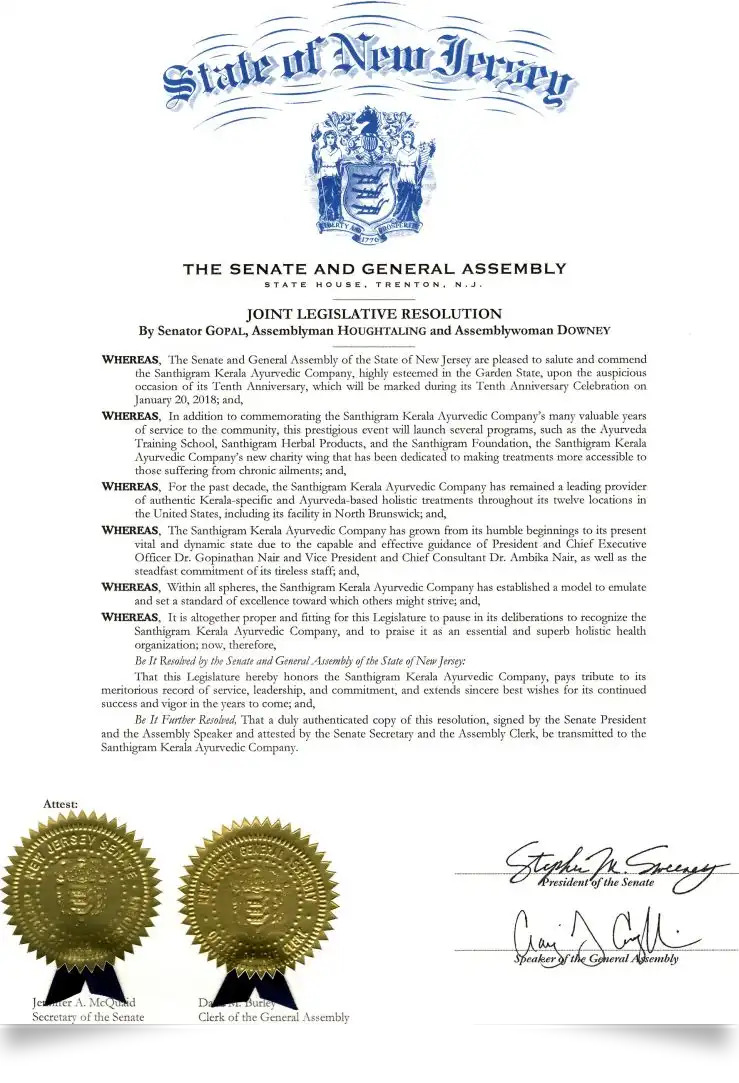 State of New Jersey
LIBERTY AND PROSPERITY
1776
THE SENATE AND GENERAL ASSEMBLY
STATE HOUSE, TRENTON, N.J.
JOINT LEGISLATIVE RESOLUTION
By Senator GOPAL, Assemblyman HOUGHTALING and Assemblywoman DOWNEY
WHEREAS, The Senate and General Assembly of the State of New Jersey are pleased to salute and commend
the Santhigram Kerala Ayurvedic Company, highly esteemed in the Garden State, upon the auspicious
occasion of its Tenth Anniversary, which will be marked during its Tenth Anniversary Celebration on
January 20, 2018; and,
WHEREAS, In addition to commemorating the Santhigram Kerala Ayurvedic Company's many valuable years
of service to the community, this prestigious event will launch several programs, such as the Ayurveda
Training School, Santhigram Herbal Products, and the Santhigram Foundation, the Santhigram Kerala
Ayurvedic Company's new charity wing that has been dedicated to making treatments more accessible to
those suffering from chronic ailments; and,
WHEREAS, For the past decade, the Santhigram Kerala Ayurvedic Company has remained a leading provider
of authentic Kerala-specific and Ayurveda-based holistic treatments throughout its twelve locations in
the United States, including its facility in North Brunswick; and,
WHEREAS, The Santhigram Kerala Ayurvedic Company has grown from its humble beginnings to its present
vital and dynamic state due to the capable and effective guidance of President and Chief Executive
Officer Dr. Gopinathan Nair and Vice President and Chief Consultant Dr. Ambika Nair, as well as the
steadfast commitment of its tireless staff; and,
WHEREAS, Within all spheres, the Santhigram Kerala Ayurvedic Company has established a model to emulate
and set a standard of excellence toward which others might strive; and,
WHEREAS, It is altogether proper and fitting for this Legislature to pause in its deliberations to recognize the
Santhigram Kerala Ayurvedic Company, and to praise it as an essential and superb holistic health
organization; now, therefore,
Be It Resolved by the Senate and General Assembly of the State of New Jersey:
That this Legislature hereby honors the Santhigram Kerala Ayurvedic Company, pays tribute to its
meritorious record of service, leadership, and commitment, and extends sincere best wishes for its continued
success and vigor in the years to come; and,
Be It Further Resolved, That a duly authenticated copy of this resolution, signed by the Senate President
and the Assembly Speaker and attested by the Senate Secretary and the Assembly Clerk, be transmitted to the
Santhigram Kerala Ayurvedic Company.
Attest:
NEW JERSEY SENATE
NEW JERSEY GENERAL
Stephen M. Sweeney
President of the Senate
Speaker of the General Assembly
A. McQuaid
Secretary of the Senate
M. Burley
Clerk of the General Assembly